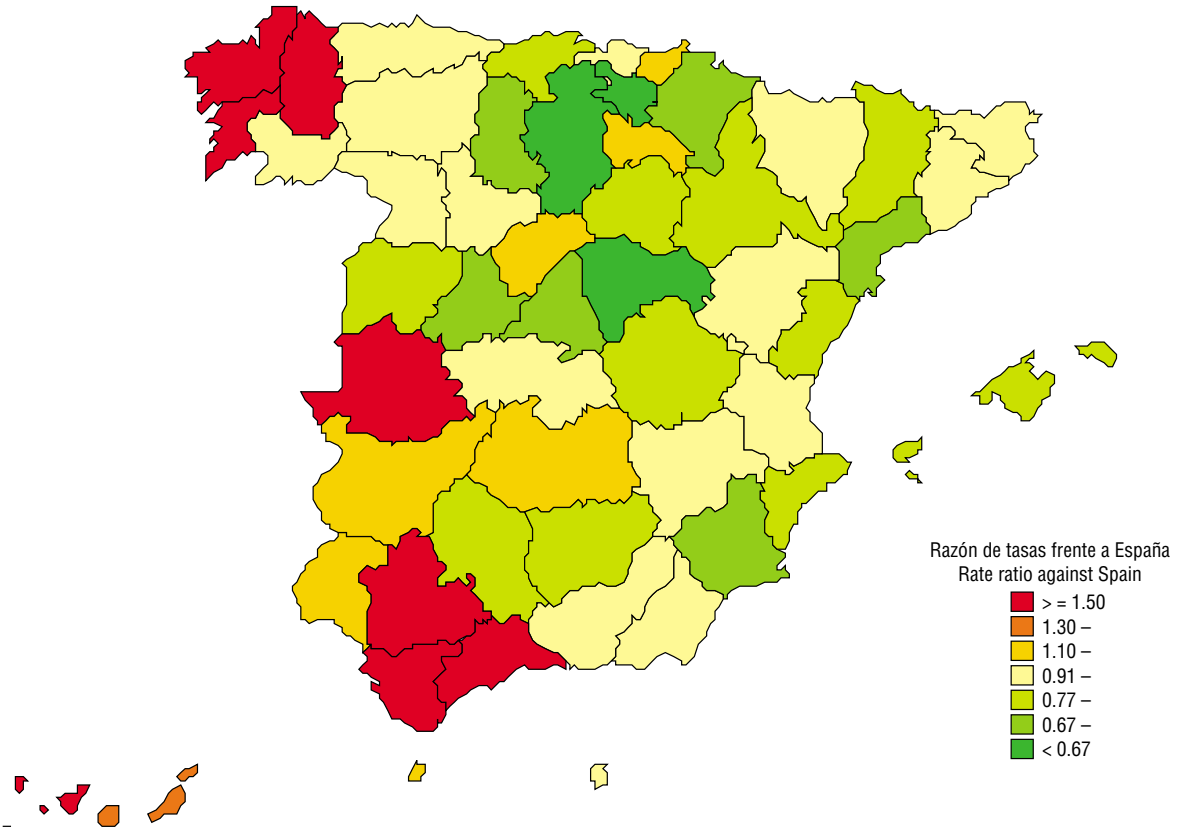 Razón de tasas frente a España
Rate ratio against Spain
> = 1.50
1.30 –
1.10 –
0.91 –
0.77 –
0.67 –
< 0.67